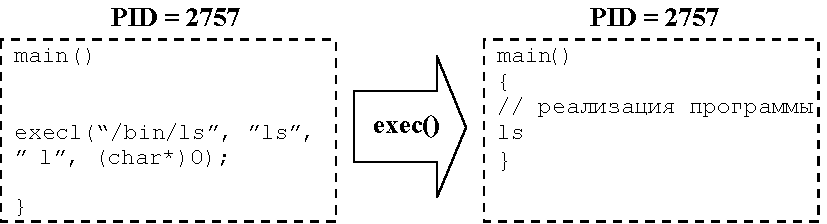 PID = 2757
main()
execl(“/bin/ls”, ”ls”,
” l”, (char*)0);
}
exec()
PID = 2757
main()
{
// реализация программы
ls
}